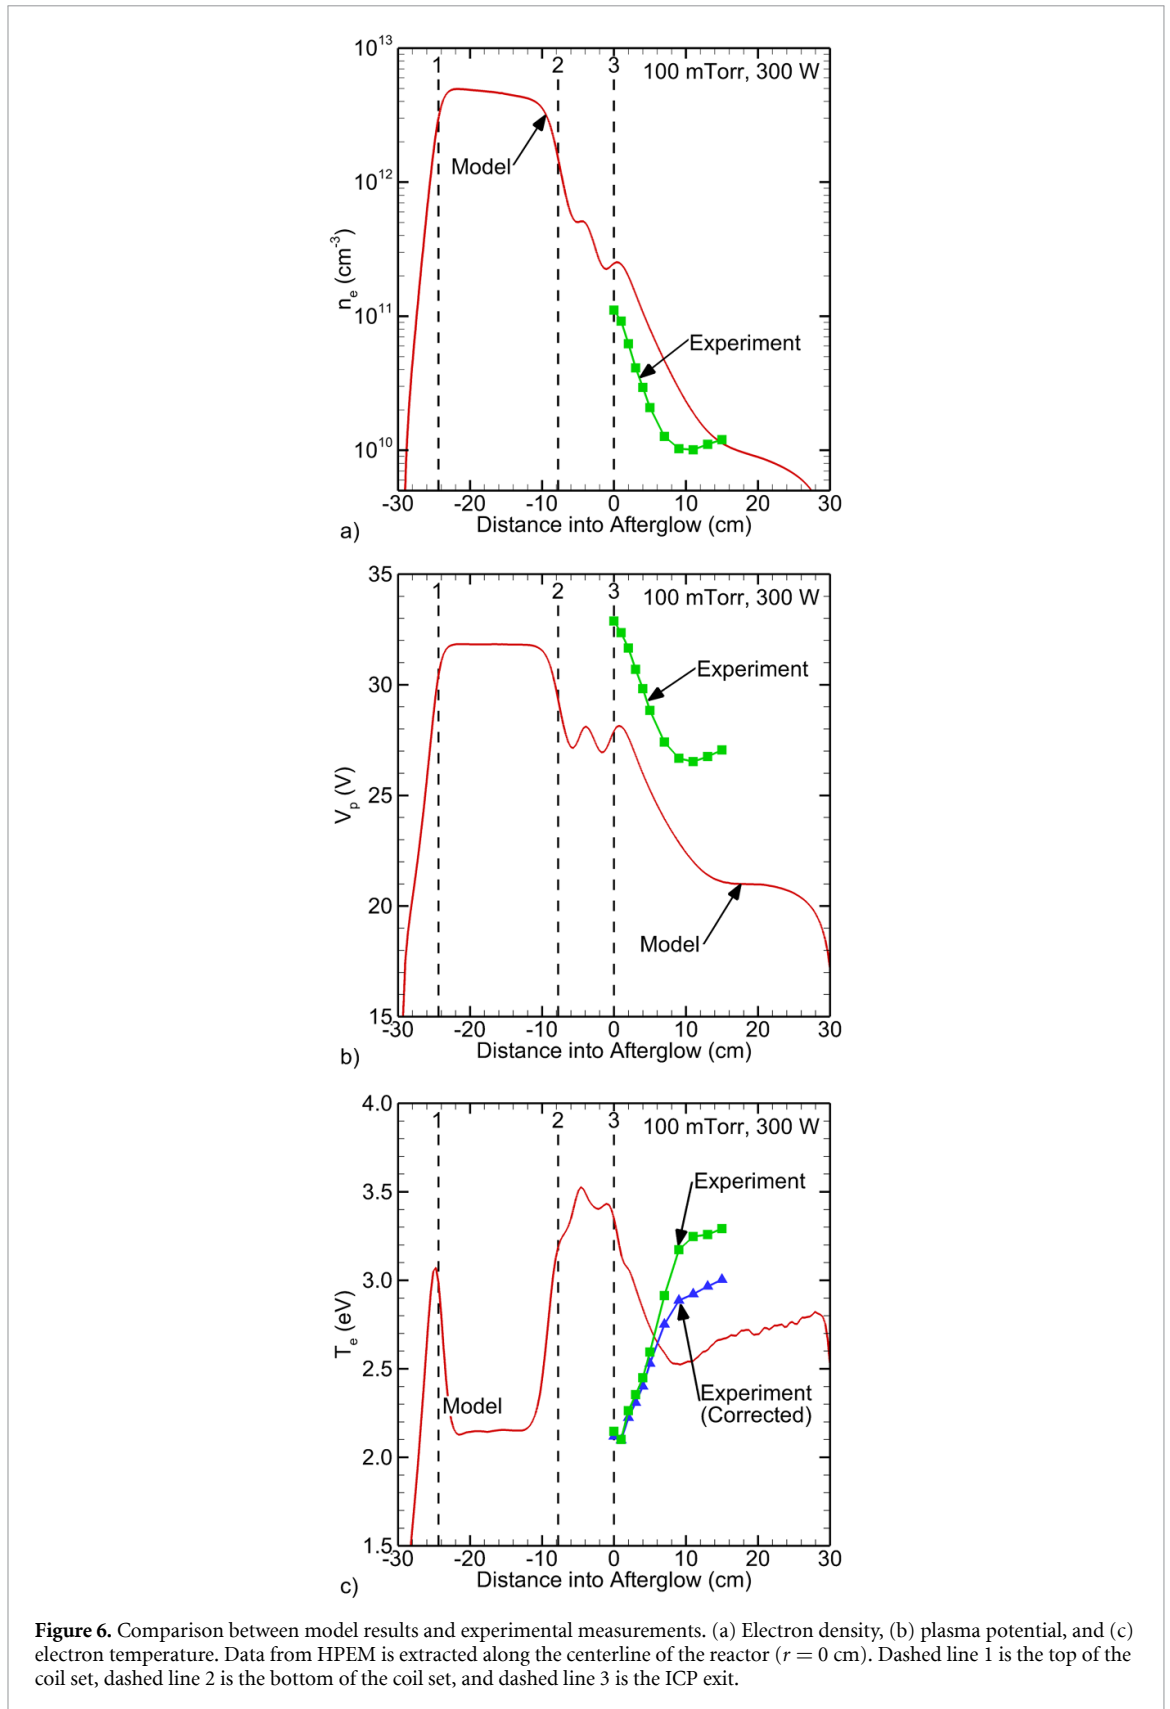 10^13
1 2 3 100 mTorr, 300 W
Model
10^12
n_e (cm^-3)
10^11
Experiment
10^10
-30 -20 -10 0 10 20 30
Distance into Afterglow (cm)
a)
35
1 2 3 100 mTorr, 300 W
Experiment
30
V_p (V)
25
20
Model
15
-30 -20 -10 0 10 20 30
Distance into Afterglow (cm)
b)
4.0
1 2 3 100 mTorr, 300 W
Experiment
3.5
3.0
T_e (eV)
2.5
Model
Experiment
(Corrected)
2.0
1.5
-30 -20 -10 0 10 20 30
Distance into Afterglow (cm)
c)
Figure 6. Comparison between model results and experimental measurements. (a) Electron density, (b) plasma potential, and (c)
electron temperature. Data from HPEM is extracted along the centerline of the reactor (r = 0 cm). Dashed line 1 is the top of the
coil set, dashed line 2 is the bottom of the coil set, and dashed line 3 is the ICP exit.